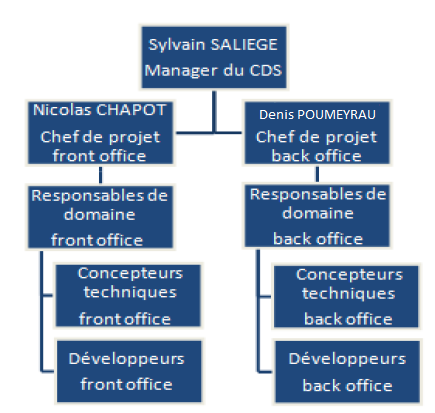 Sylvain SALIEGE
Manager du CDS
Nicolas CHAPOT
Chef de projet
front office
Denis POUMEYRAU
Chef de projet
back office
Responsables de
domaine
front office
Responsables de
domaine
back office
Concepteurs
techniques
front office
Concepteurs
techniques
back office
Développeurs
front office
Développeurs
back office